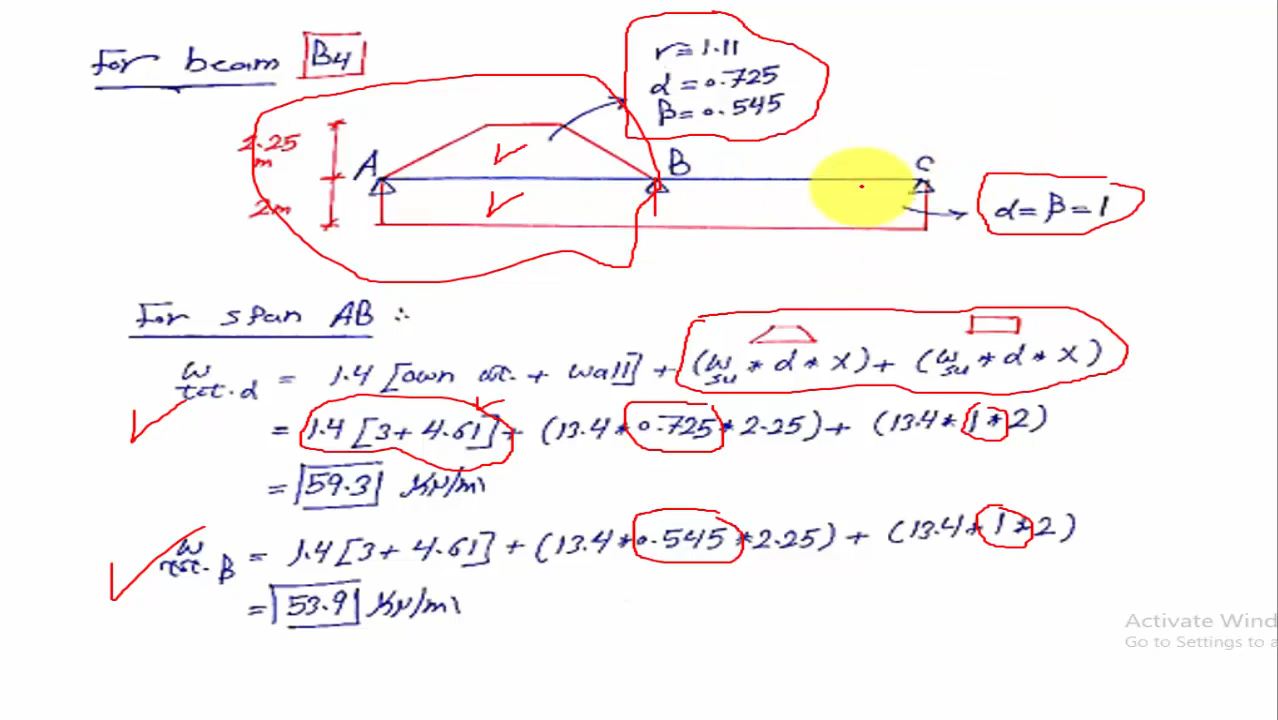 For beam B4
r=1.11
α=0.725
β=0.545
2.25
m
A
B
C
2m
α=β=1
For span AB:
w tot.α = 1.4 [own wt. + wall] + (w su * α * X) + (w su * α * X)
= 1.4 [3+4.61] + (13.4*0.725*2.25) + (13.4*1*2)
= 59.3 KN/m
w tot.β = 1.4 [3+4.61] + (13.4*0.545*2.25) + (13.4*1*2)
= 53.9 KN/m
Activate Wind
Go to Settings to a